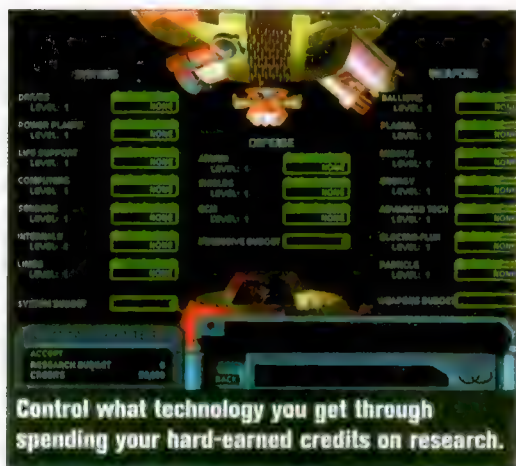 SYSTEMS
DRIVES
LEVEL: 1
NONE
POWER PLANTS
LEVEL: 1
NONE
LIFE SUPPORT
LEVEL: 1
NONE
COMPUTERS
LEVEL: 1
NONE
SENSORS
LEVEL: 1
NONE
INTERNALS
NONE
LEVEL:
NONE
SYSTEM BUDGET
DEFENSE
ARMOR
LEVEL: 1
NONE
SHIELDS
LEVEL: 1
NONE
ECM
LEVEL: 1
NONE
DEFENSIVE BUDGET
WEAPONS
BALLISTIC
LEVEL: 1
NONE
PLASMA
LEVEL: 1
NONE
MISSILE
LEVEL: 1
NONE
ENERGY
LEVEL: 1
NONE
ADVANCED TECH
LEVEL: 1
NONE
LEVEL: 1
NONE
PARTICLE
LEVEL: 1
NONE
WEAPONS BUDGET
ACCEPT
RESEARCH BUDGET 0
CREDITS
BACK
Control what technology you get through
spending your hard-earned credits on research.